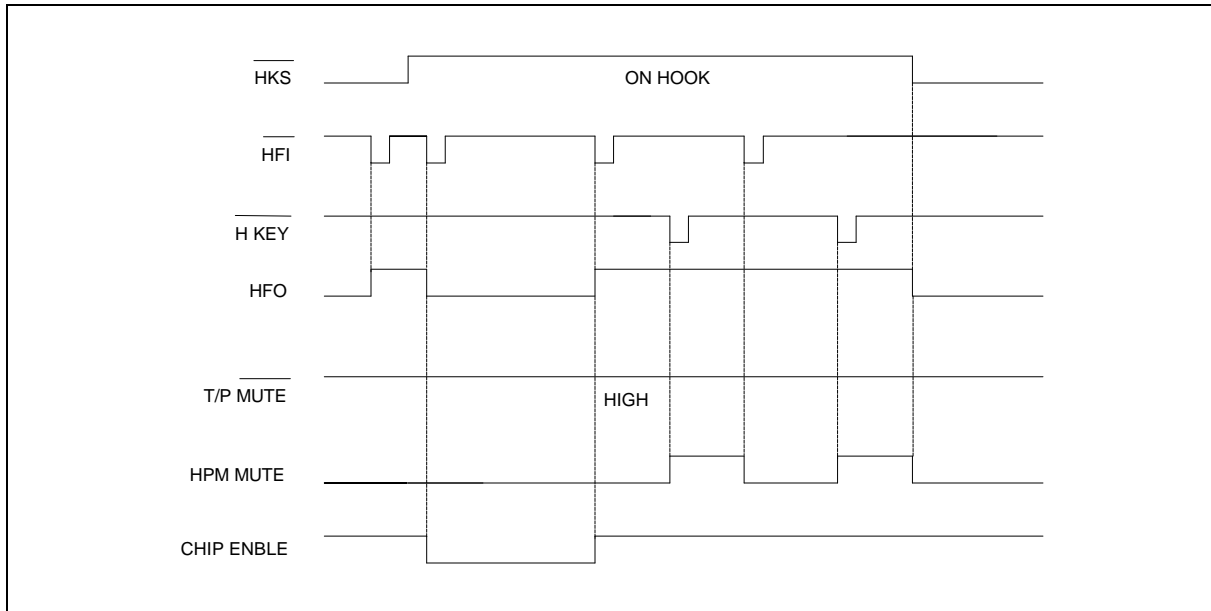 HKS
ON HOOK
HFI
H KEY
HFO
T/P MUTE
HIGH
HPM MUTE
CHIP ENBLE